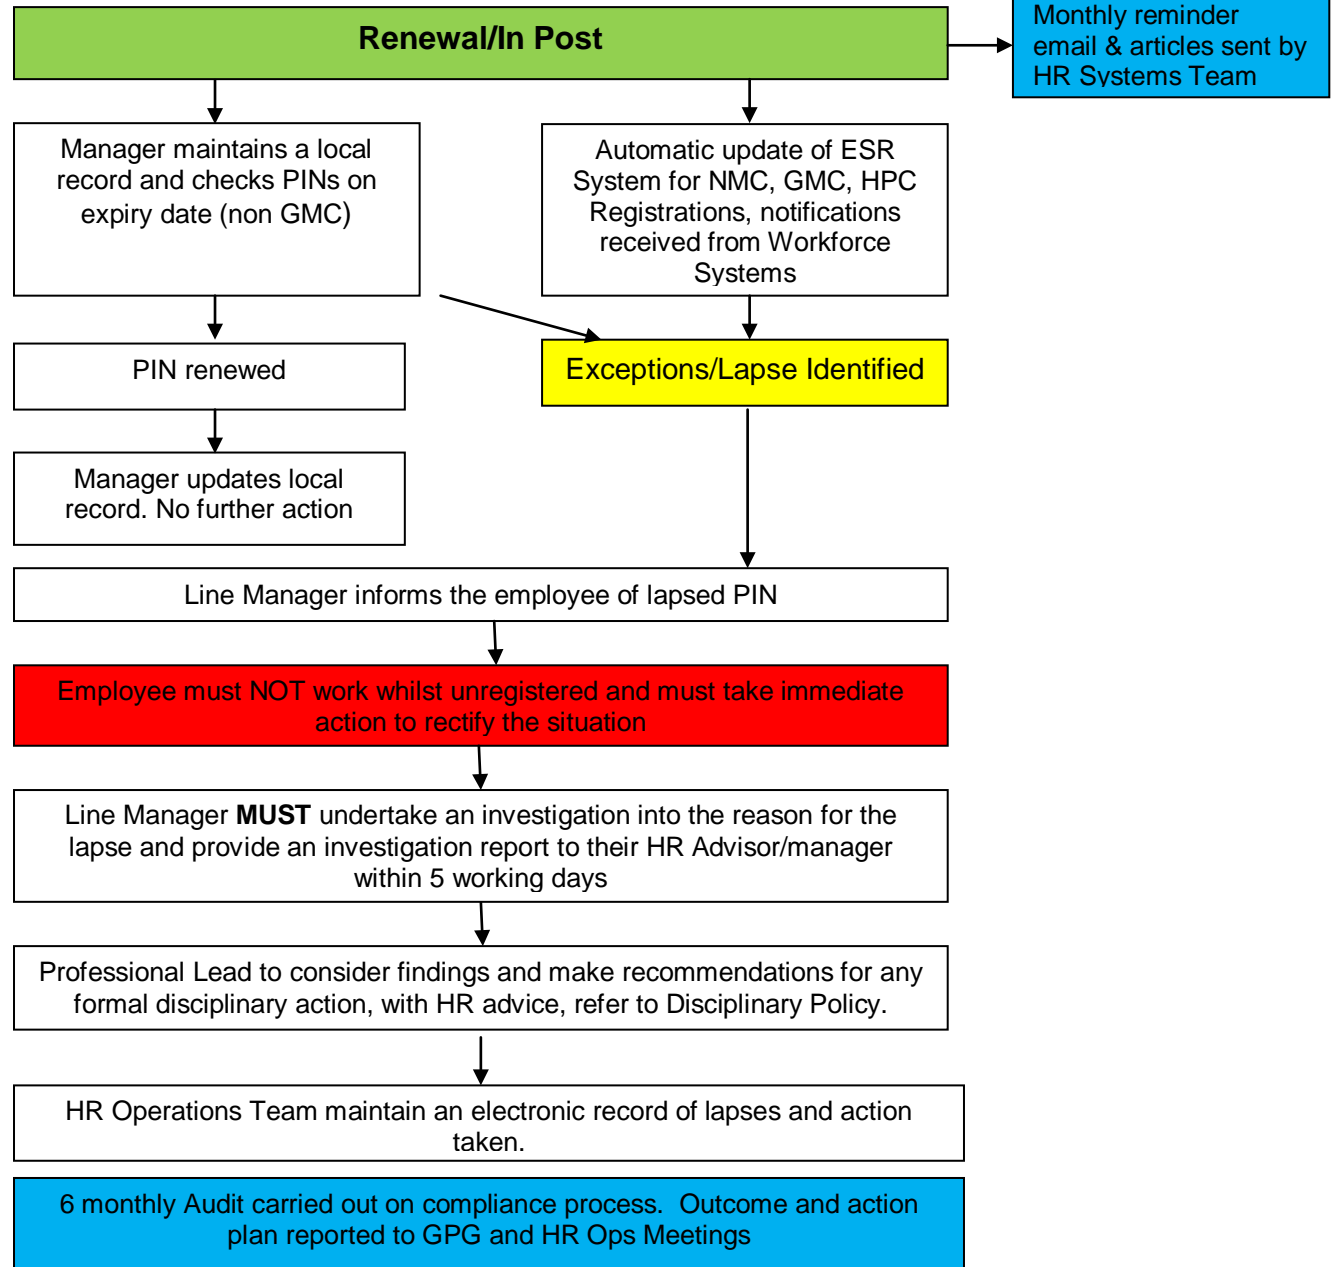 Renewal/In Post
Monthly reminder
email & articles sent by
HR Systems Team
Manager maintains a local
record and checks PINs on
expiry date (non GMC)
Automatic update of ESR
System for NMC, GMC, HPC
Registrations, notifications
received from Workforce
Systems
PIN renewed
Exceptions/Lapse Identified
Manager updates local
record. No further action
Line Manager informs the employee of lapsed PIN
Employee must NOT work whilst unregistered and must take immediate
action to rectify the situation
Line Manager MUST undertake an investigation into the reason for the
lapse and provide an investigation report to their HR Advisor/manager
within 5 working days
Professional Lead to consider findings and make recommendations for any
formal disciplinary action, with HR advice, refer to Disciplinary Policy.
HR Operations Team maintain an electronic record of lapses and action
taken.
6 monthly Audit carried out on compliance process.  Outcome and action
plan reported to GPG and HR Ops Meetings